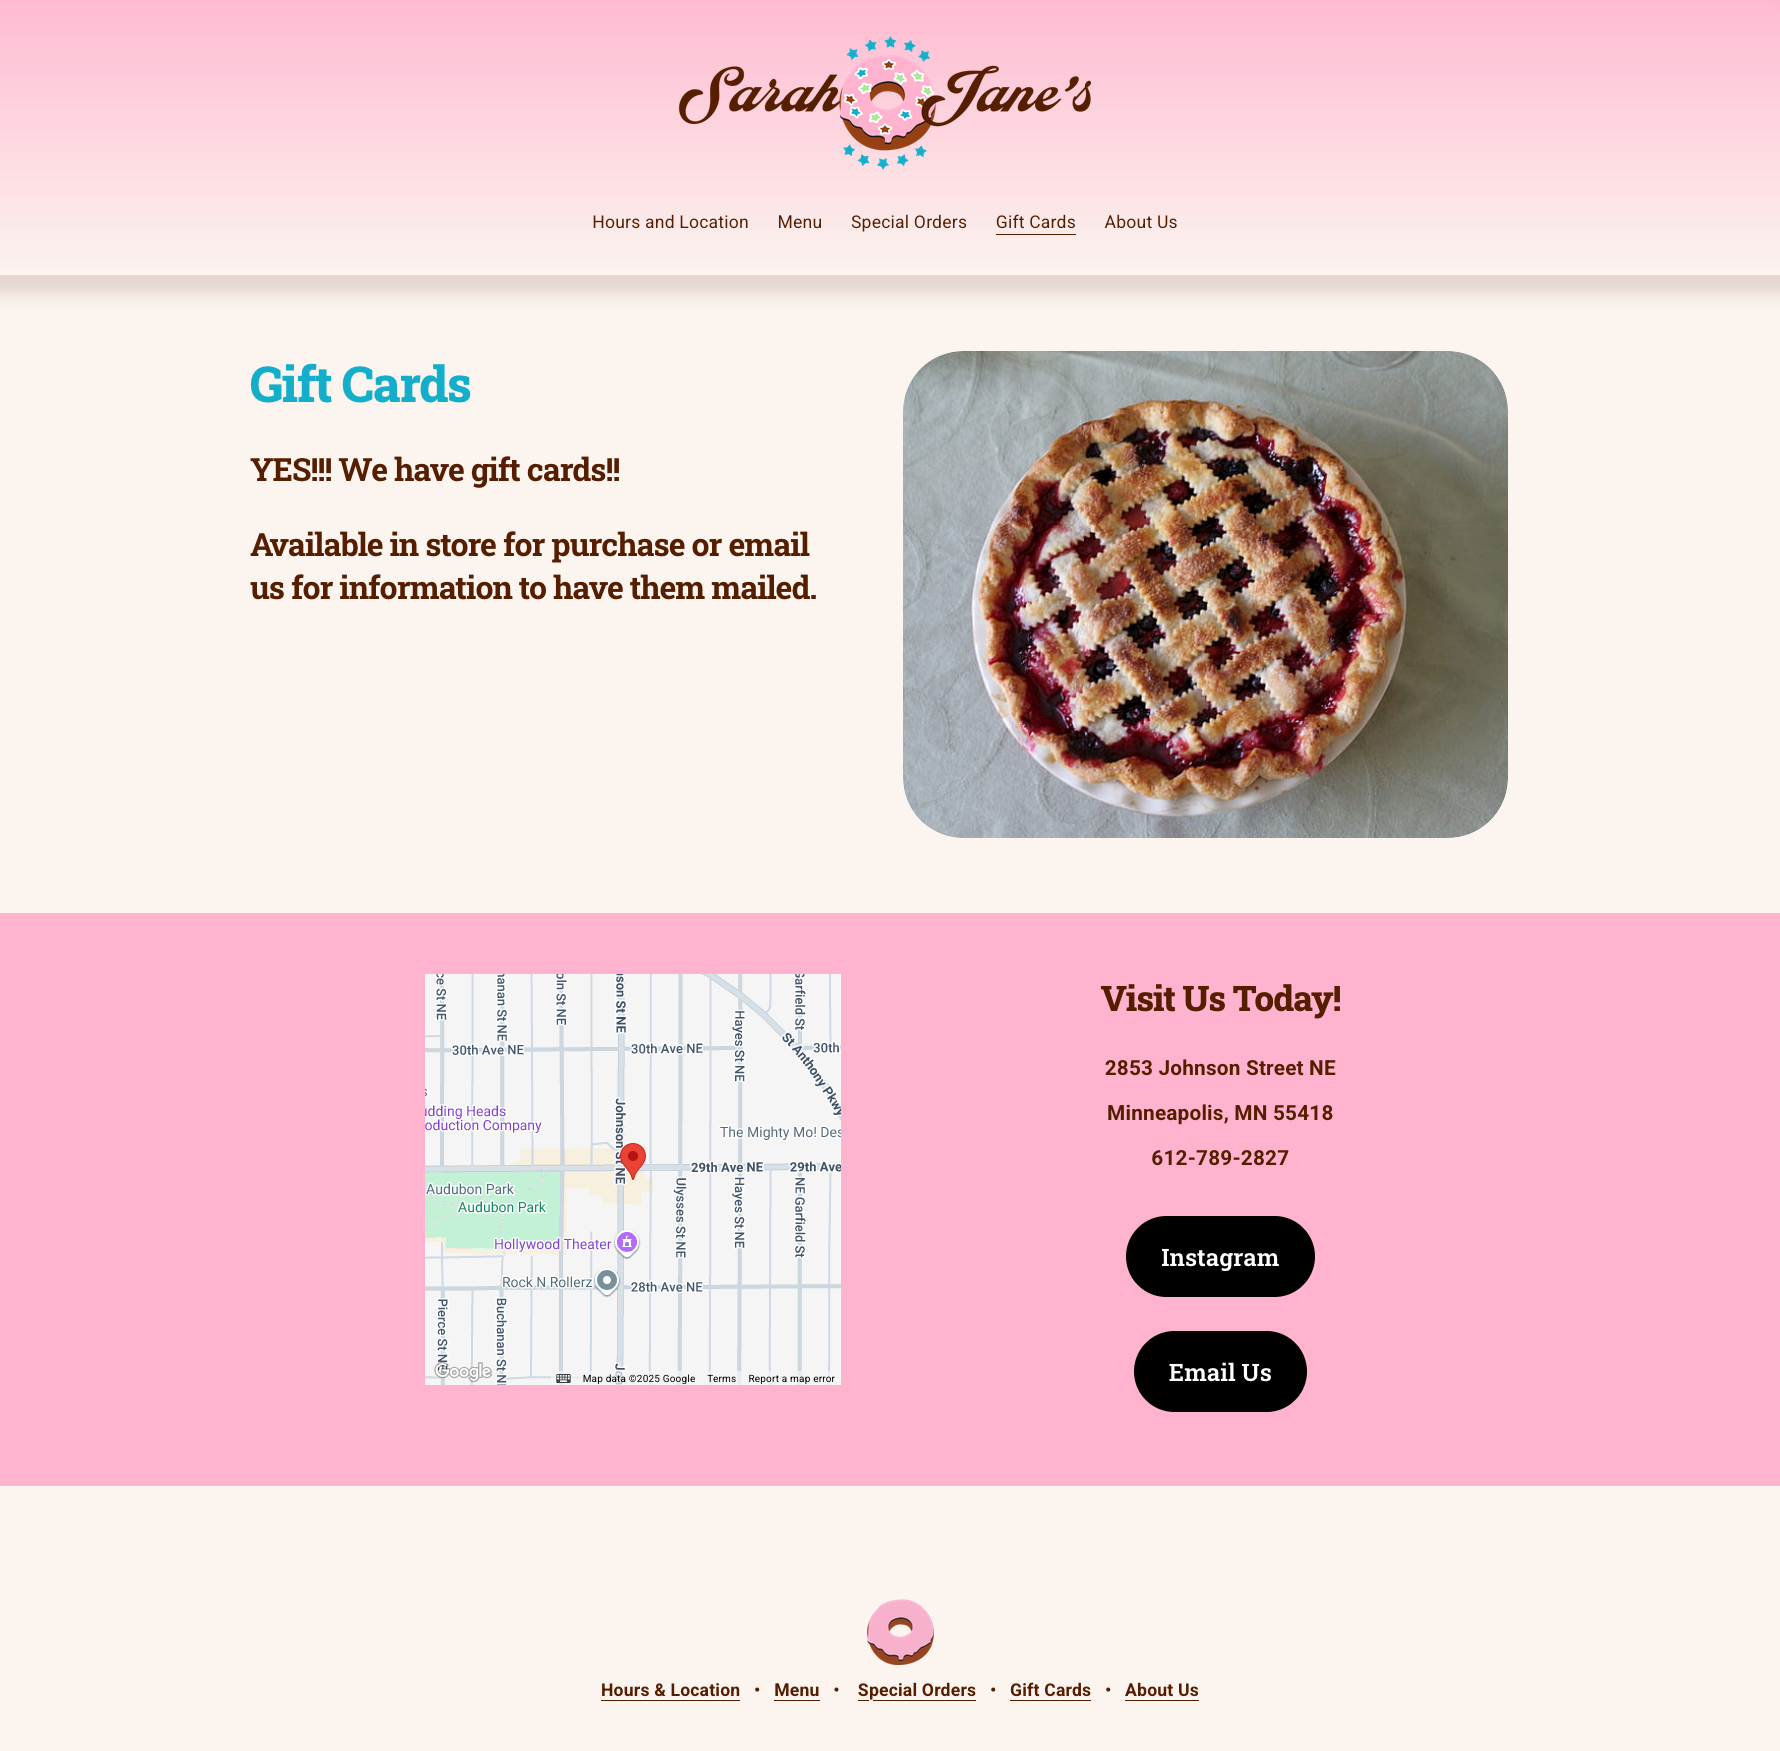 Sarah Jane's
Hours and Location Menu Special Orders Gift Cards About Us
Gift Cards
YES!!! We have gift cards!!
Available in store for purchase or email
us for information to have them mailed.
ce St NE
hanan St NE
oln St NE
nson St NE
Garfield St
Hayes St NE
St Anthony Pkwy
30th Ave NE
30th Ave NE
30th
s
udding Heads
oduction Company
Johnson St NE
The Mighty Mo! Des
29th Ave NE
29th Ave
Audubon Park
Audubon Park
Ulysses St NE
Hayes St NE
NE Garfield St
Hollywood Theater
Rock N Rollerz
28th Ave NE
Pierce St NE
Buchanan St NE
J
Google
Map data ©2025 Google Terms Report a map error
Visit Us Today!
2853 Johnson Street NE
Minneapolis, MN 55418
612-789-2827
Instagram
Email Us
Hours & Location • Menu • Special Orders • Gift Cards • About Us